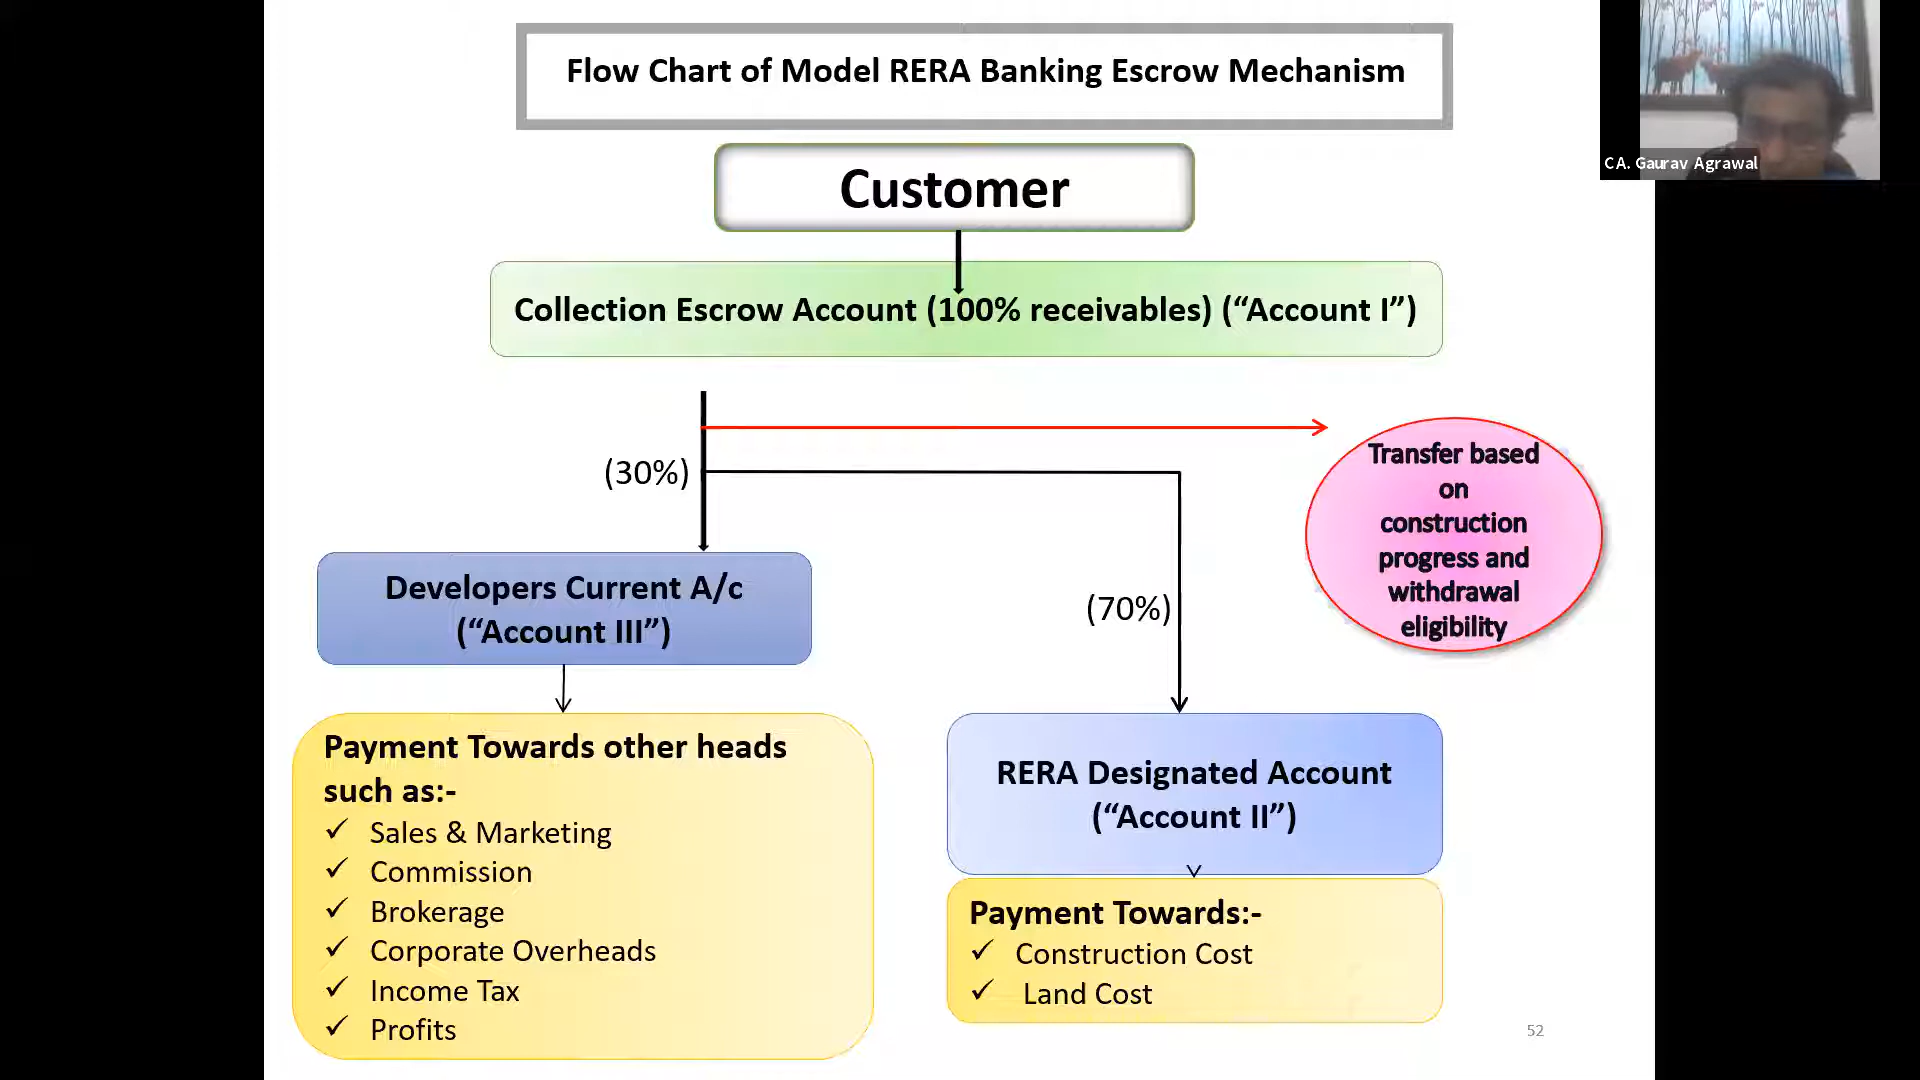 Flow Chart of Model RERA Banking Escrow Mechanism
CA. Gaurav Agrawal
Customer
Collection Escrow Account (100% receivables) (“Account I”)
(30%)
Transfer based
on
construction
progress and
withdrawal
eligibility
Developers Current A/c
(“Account III”)
(70%)
Payment Towards other heads
such as:-
✓ Sales & Marketing
✓ Commission
✓ Brokerage
✓ Corporate Overheads
✓ Income Tax
✓ Profits
RERA Designated Account
(“Account II”)
Payment Towards:-
✓ Construction Cost
✓ Land Cost
52